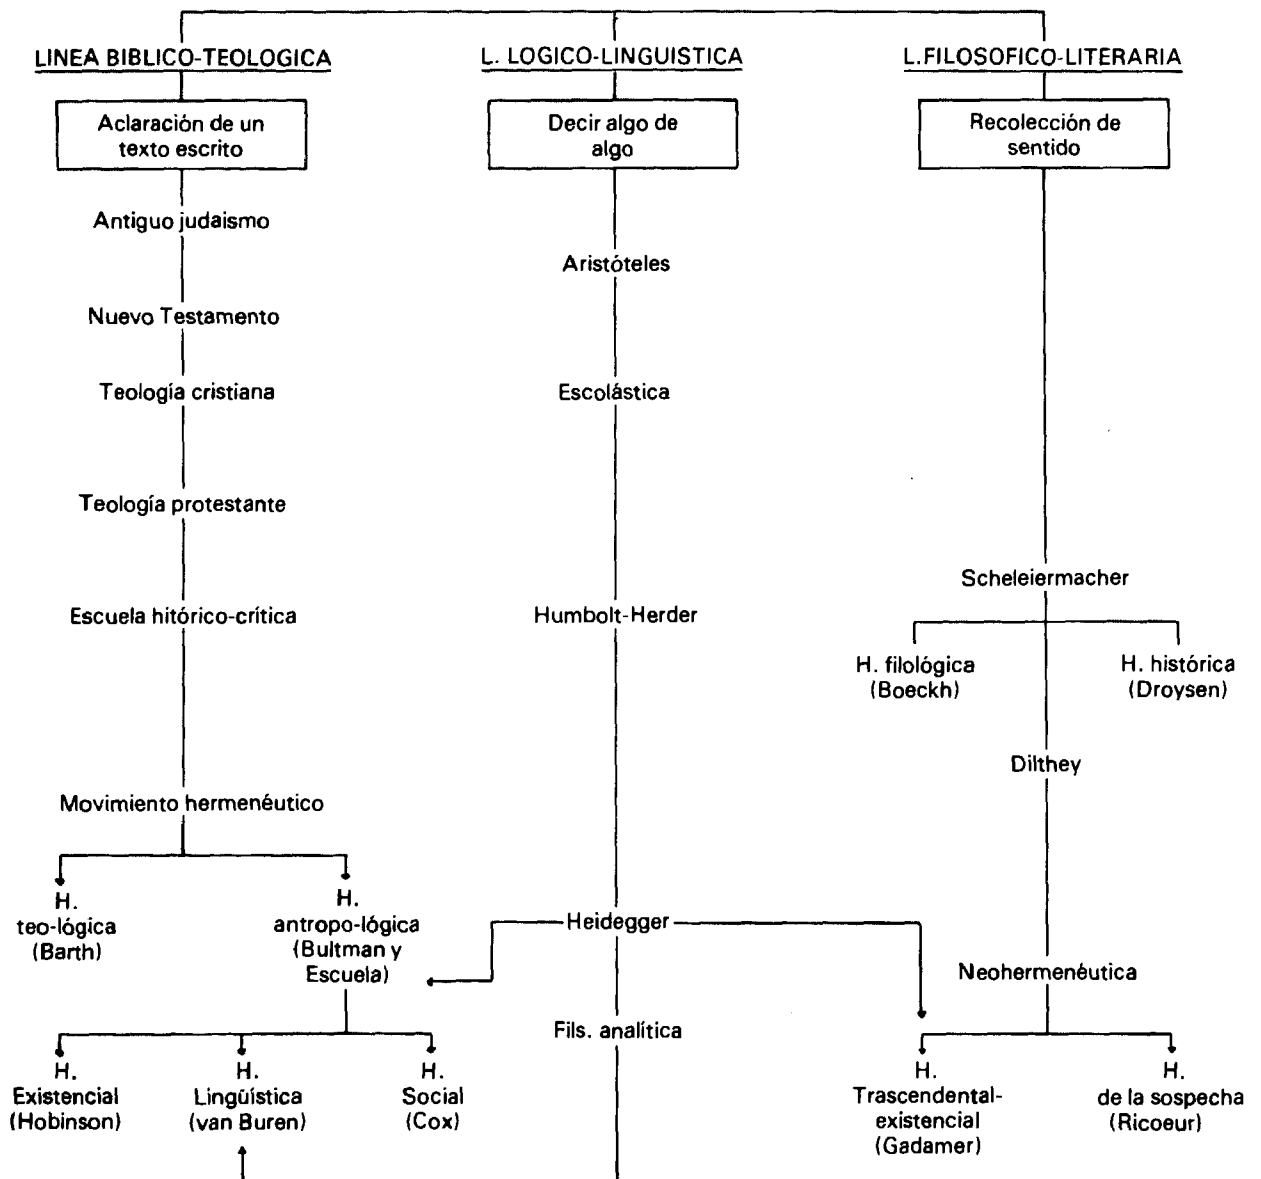 LINEA BIBLICO-TEOLOGICA
Aclaración de un
texto escrito
Antiguo judaismo
Nuevo Testamento
Teología cristiana
Teología protestante
Escuela hitórico-crítica
Movimiento hermenéutico
H.
teo-lógica
(Barth)
H.
antropo-lógica
(Bultman y
Escuela)
H.
Existencial
(Hobinson)
H.
Lingüística
(van Buren)
H.
Social
(Cox)
L. LOGICO-LINGUISTICA
Decir algo de
algo
Aristóteles
Escolástica
Humbolt-Herder
Heidegger
Fils. analítica
L.FILOSOFICO-LITERARIA
Recolección de
sentido
Scheleiermacher
H. filológica
(Boeckh)
H. histórica
(Droysen)
Dilthey
Neohermenéutica
H.
Trascendental-
existencial
(Gadamer)
H.
de la sospecha
(Ricoeur)